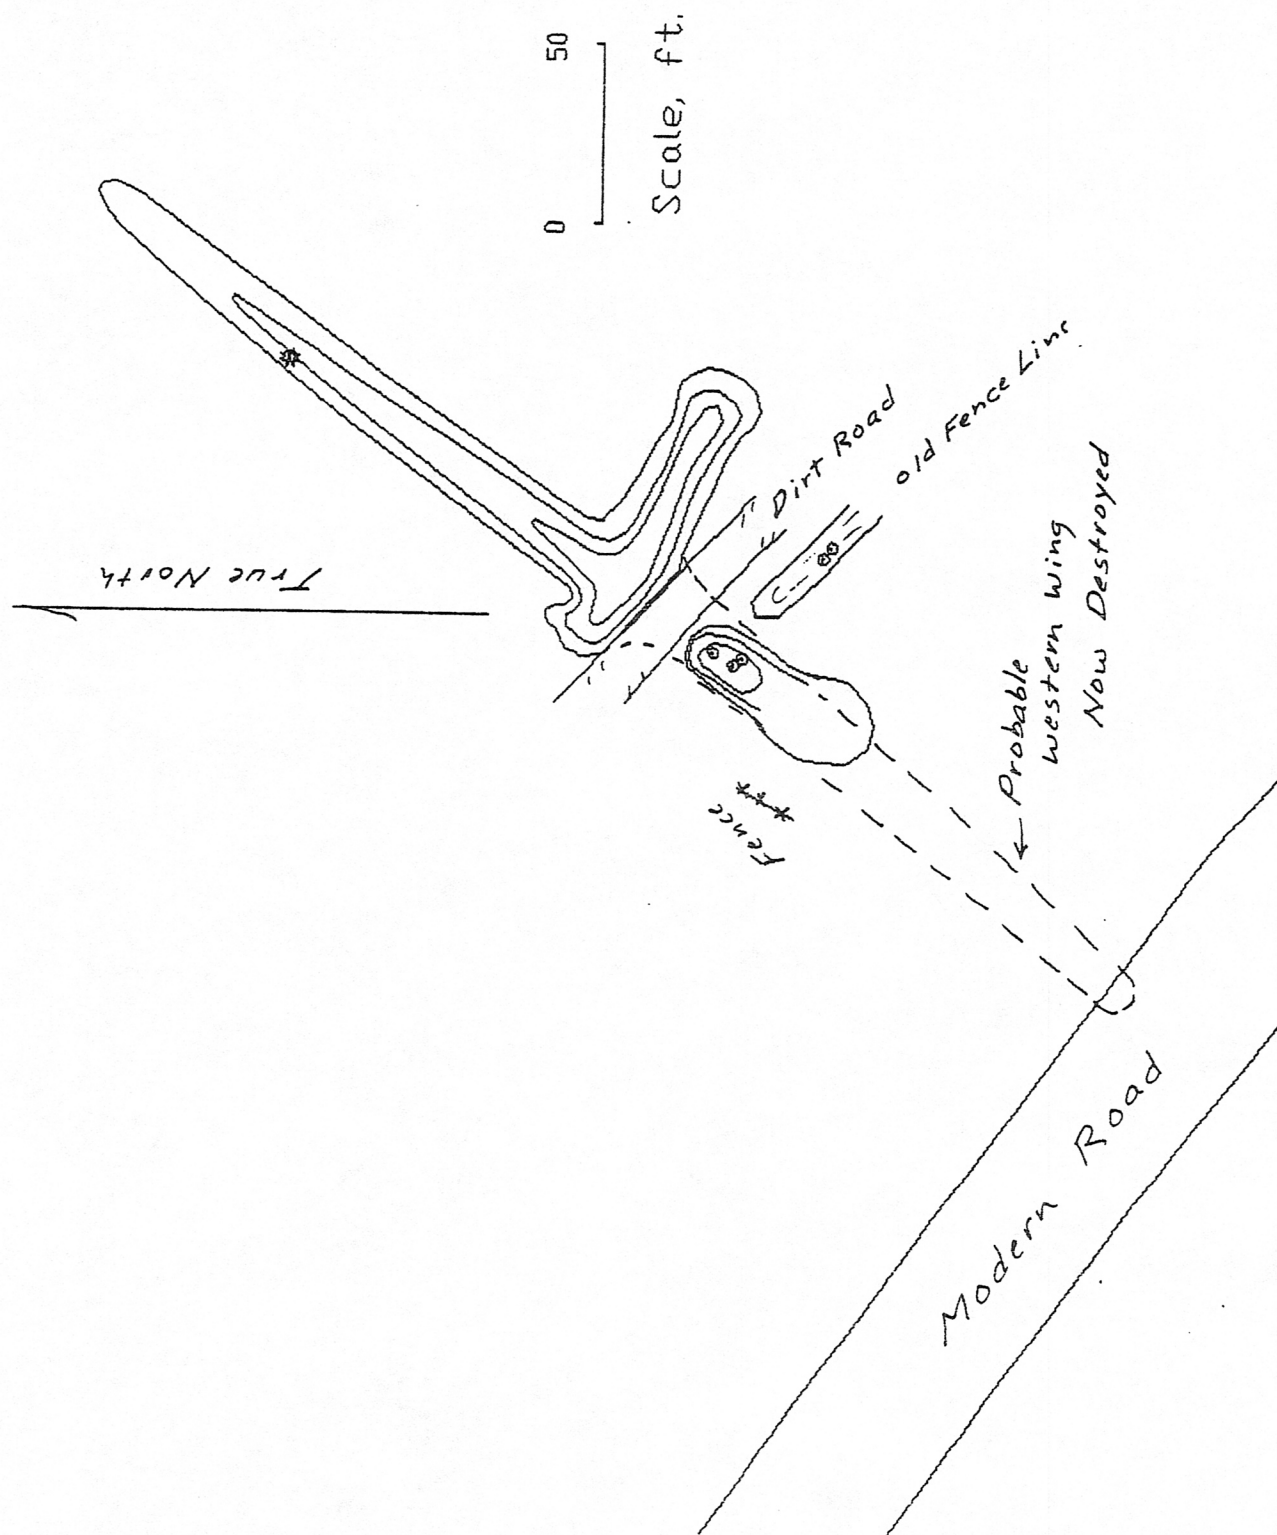 True North
0 50
Scale, ft.
Dirt Road
old Fence Line
Fence
← Probable
Western Wing
Now Destroyed
Modern Road